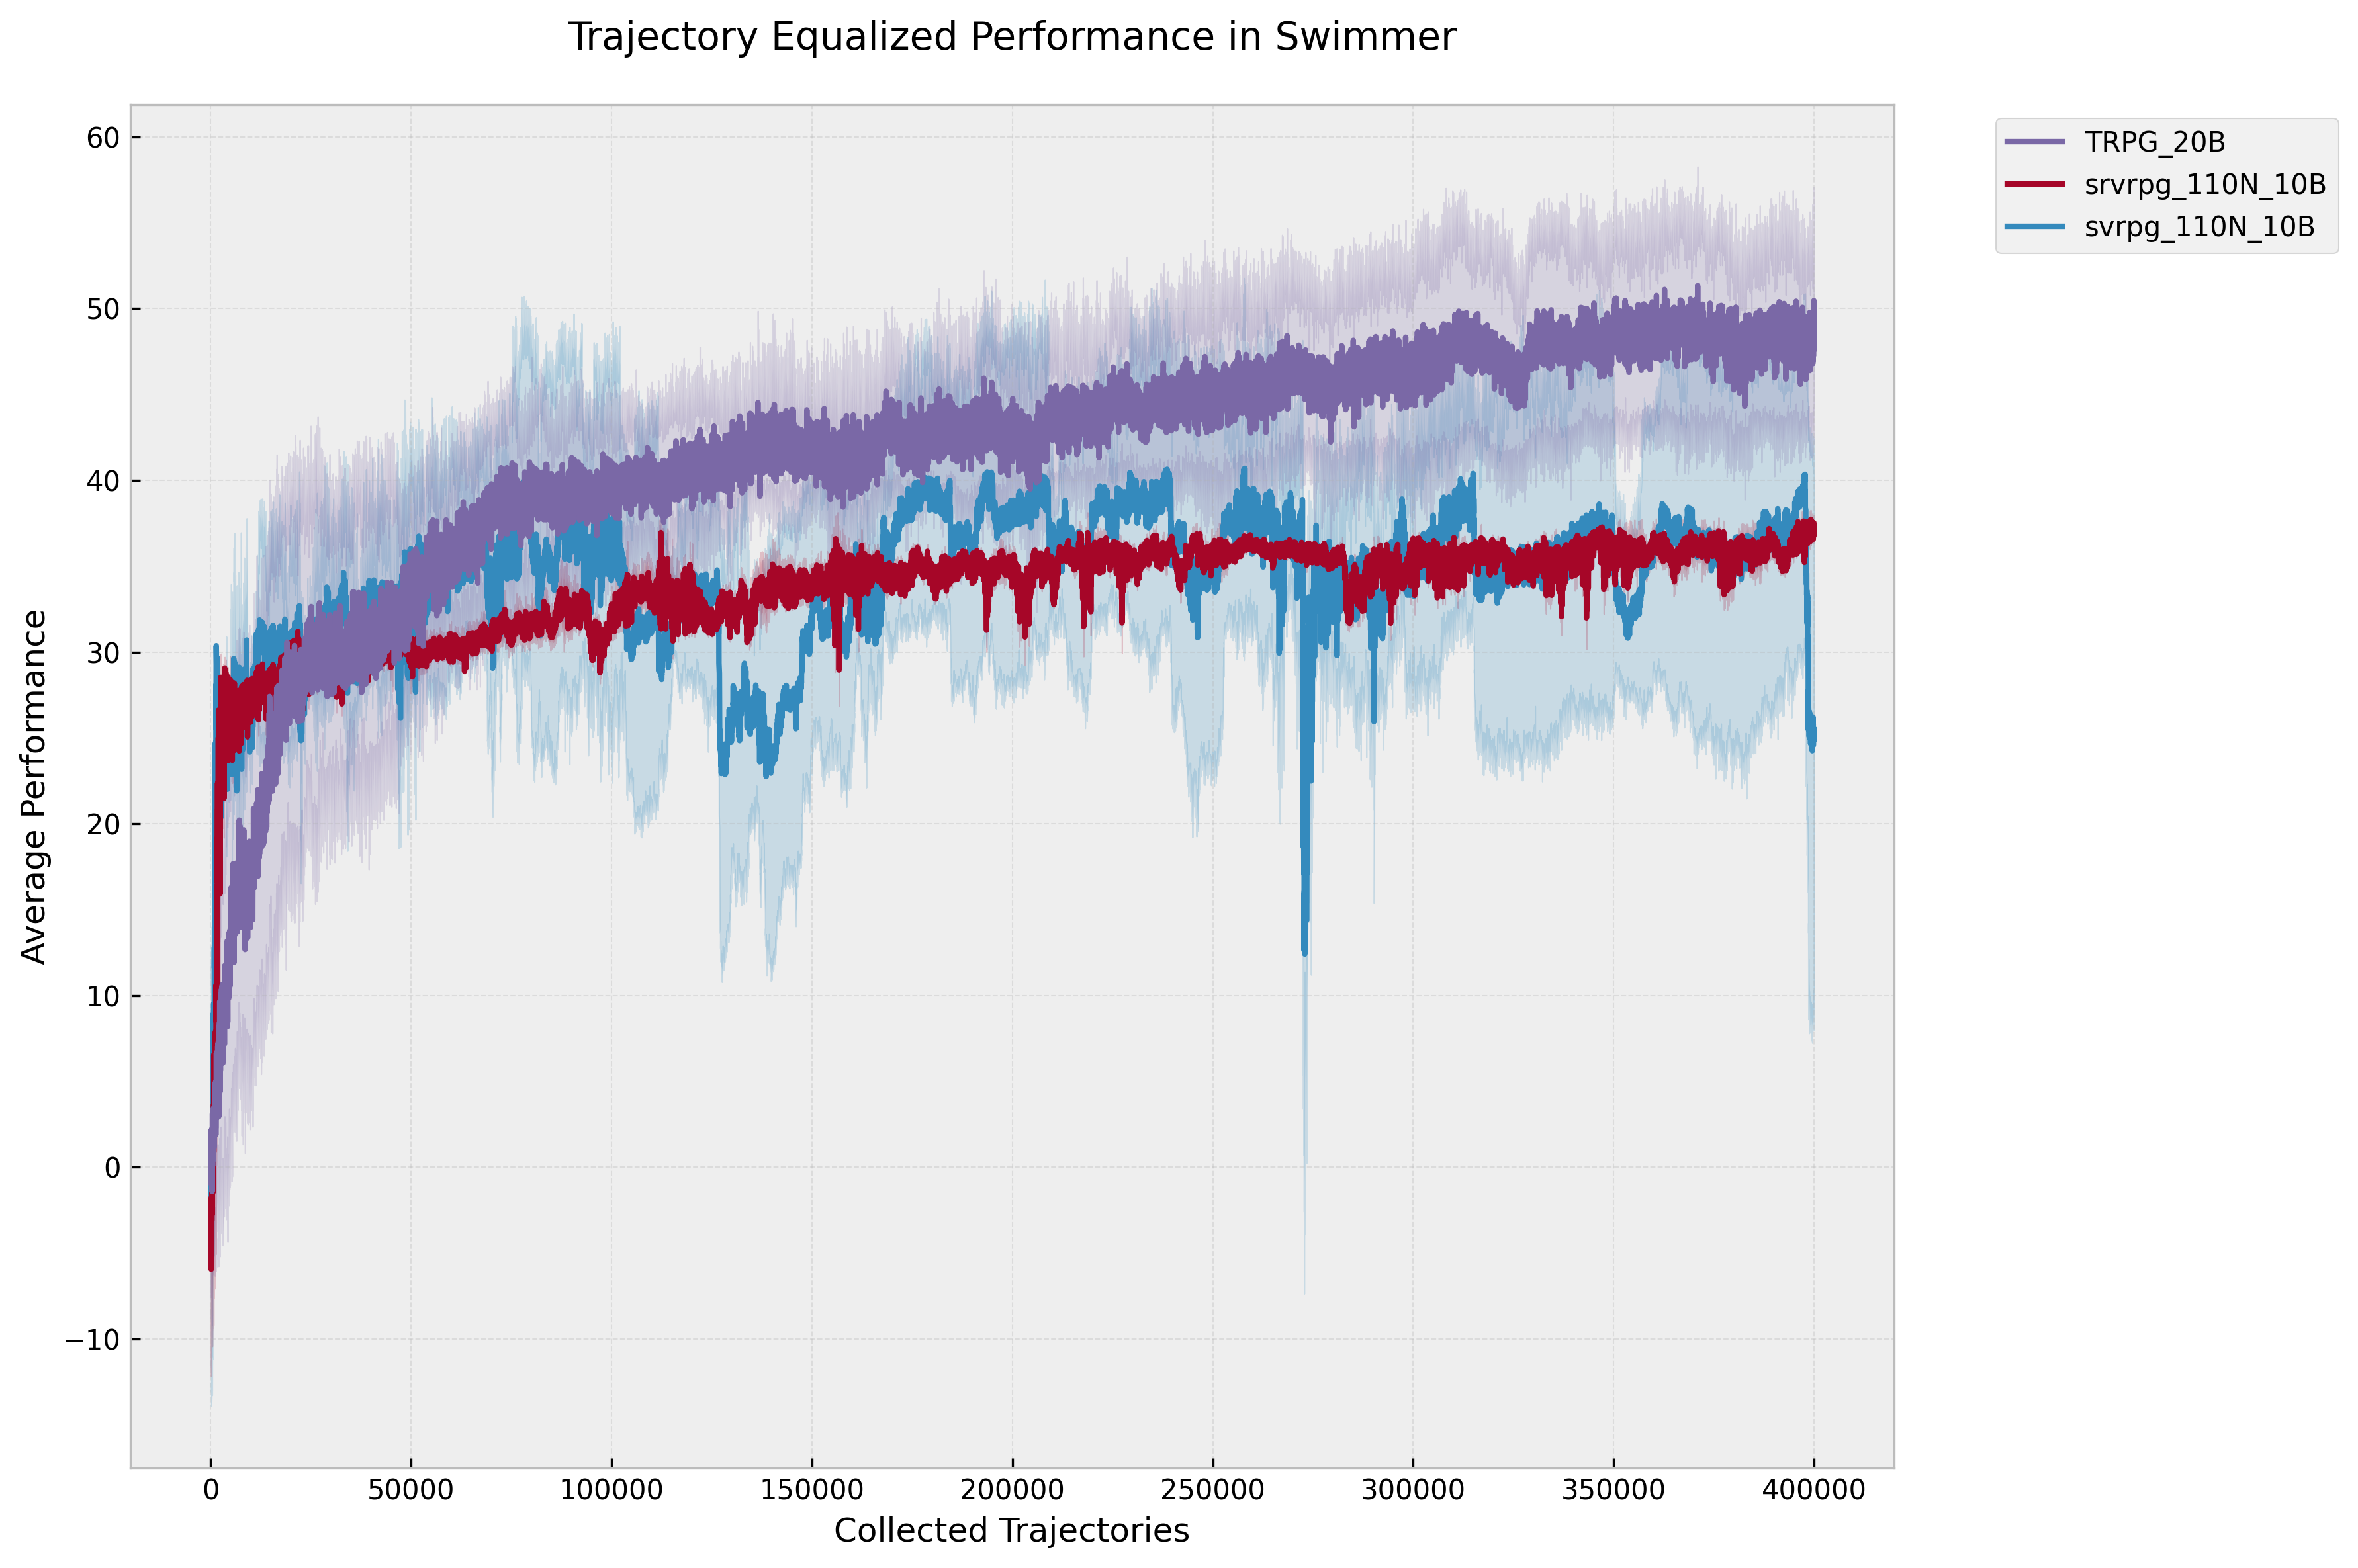 Trajectory Equalized Performance in Swimmer
TRPG_20B
srvrpg_110N_10B
svrpg_110N_10B
Average Performance
60
50
40
30
20
10
0
−10
0 50000 100000 150000 200000 250000 300000 350000 400000
Collected Trajectories